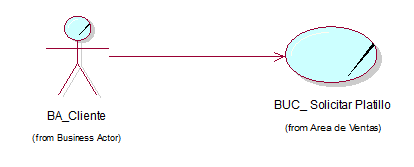 BA_Cliente
(from Business Actor)
BUC_ Solicitar Platillo
(from Area de Ventas)